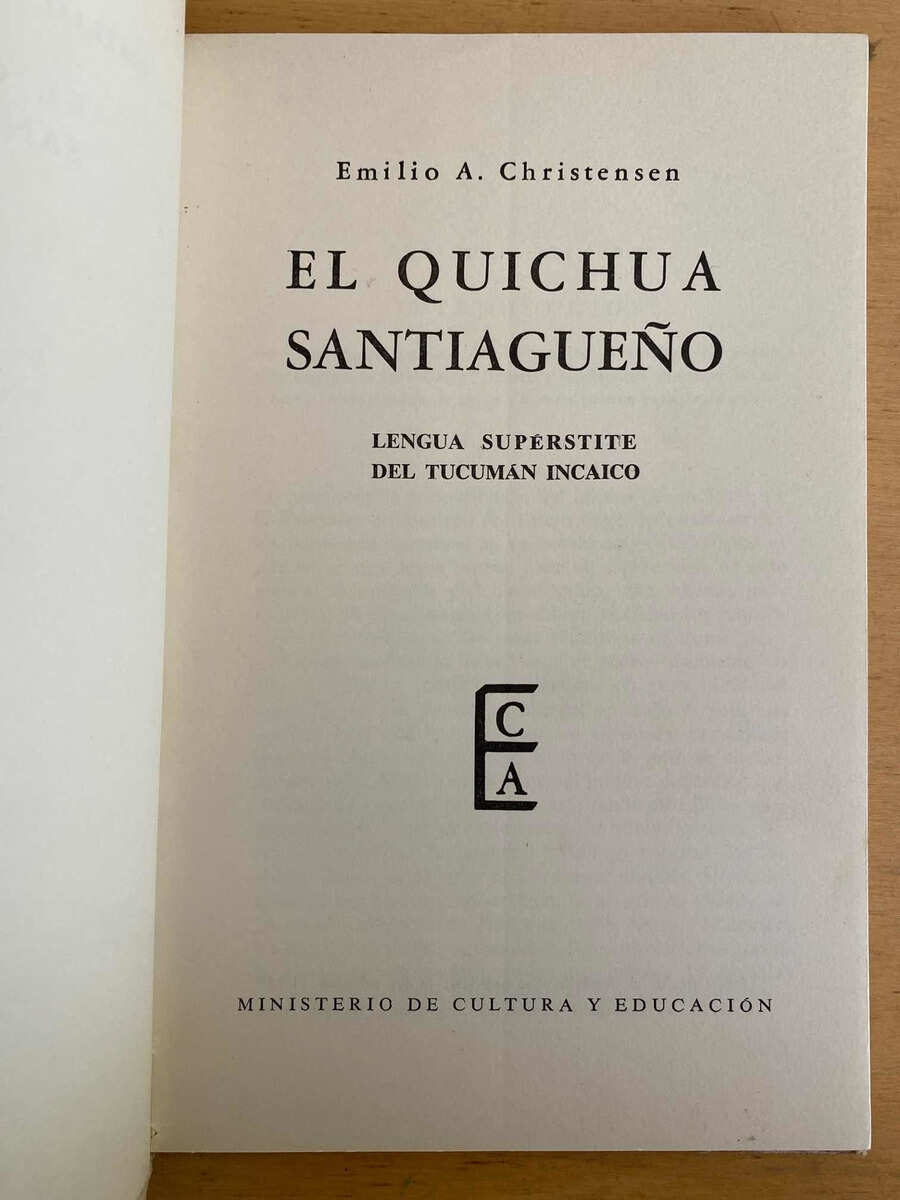 Emilio A. Christensen
EL QUICHUA
SANTIAGUEÑO
LENGUA SUPÉRSTITE
DEL TUCUMÁN INCAICO
E
C
A
MINISTERIO DE CULTURA Y EDUCACIÓN